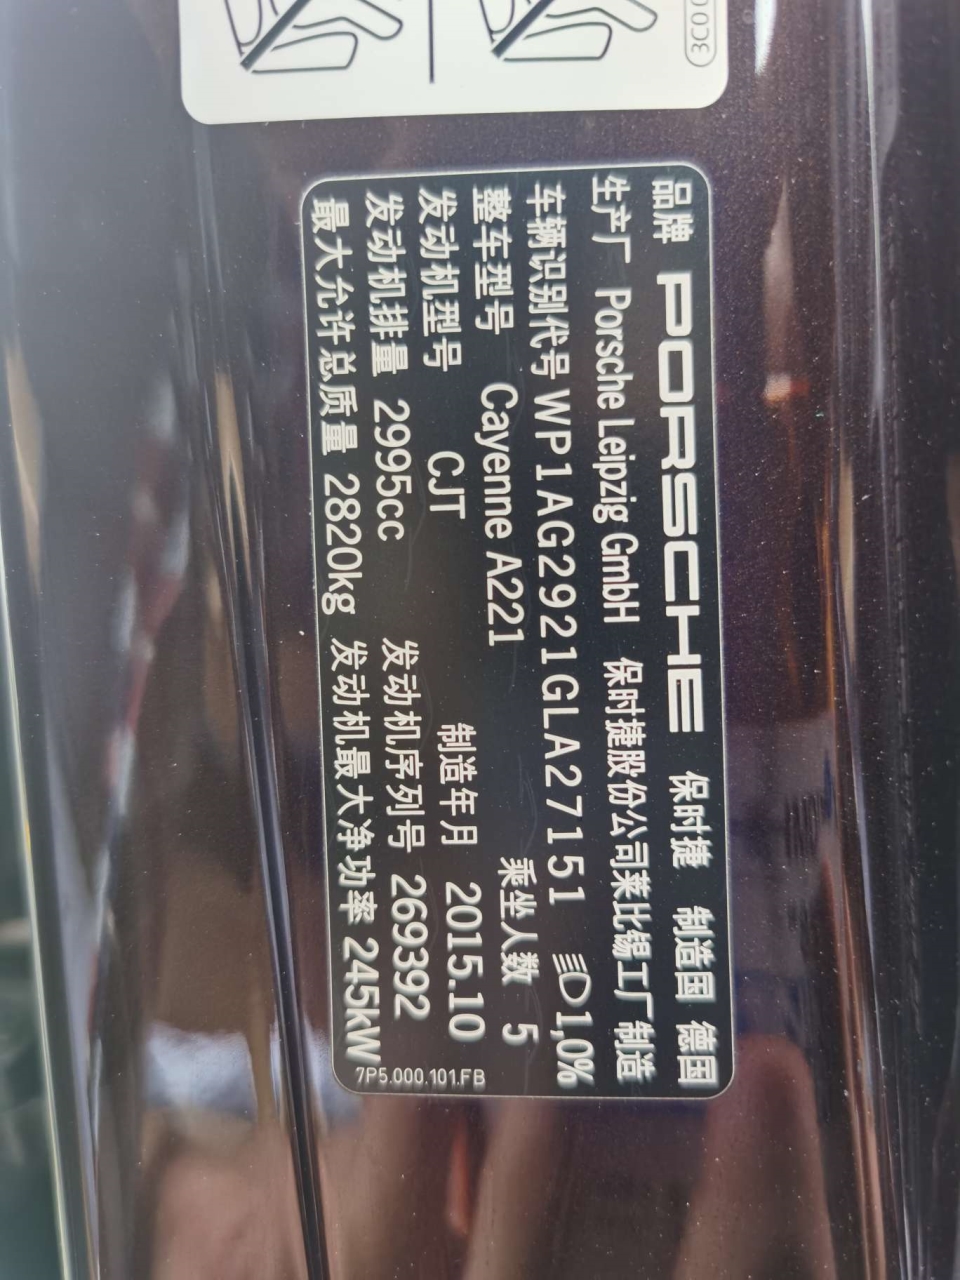 品牌 PORSCHE 保时捷 制造国 德国
生产厂 Porsche Leipzig GmbH 保时捷股份公司莱比锡工厂制造
车辆识别代号 WP1AG2921GLA27151 1,0%
整车型号 Cayenne A221 乘坐人数 5
发动机型号 CJT 制造年月 2015.10
发动机排量 2995cc 发动机序列号 269392
最大允许总质量 2820kg 发动机最大净功率 245kW
7P5.000.101.FB